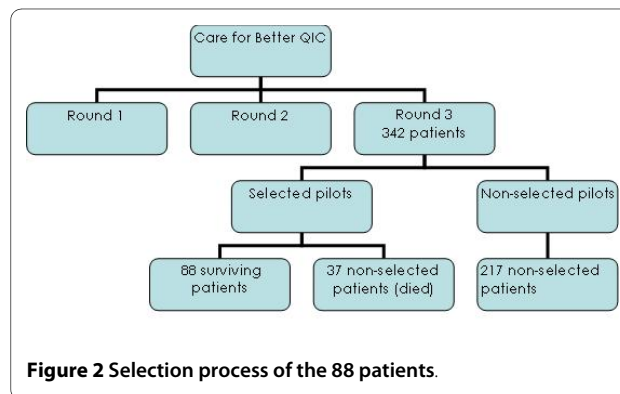 Care for Better QIC
Round 1
Round 2
Round 3
342 patients
Selected pilots
Non-selected pilots
88 surviving
patients
37 non-selected
patients (died)
217 non-selected
patients
Figure 2 Selection process of the 88 patients.